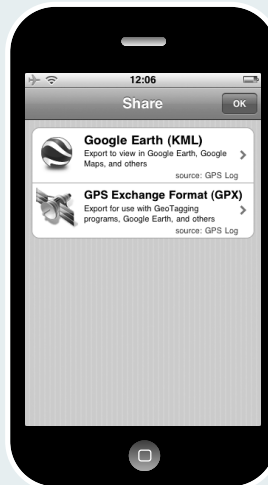 12:06
Share
OK
Google Earth (KML)
Export to view in Google Earth, Google
Maps, and others
source: GPS Log
GPS Exchange Format (GPX)
Export for use with GeoTagging
programs, Google Earth, and others
source: GPS Log